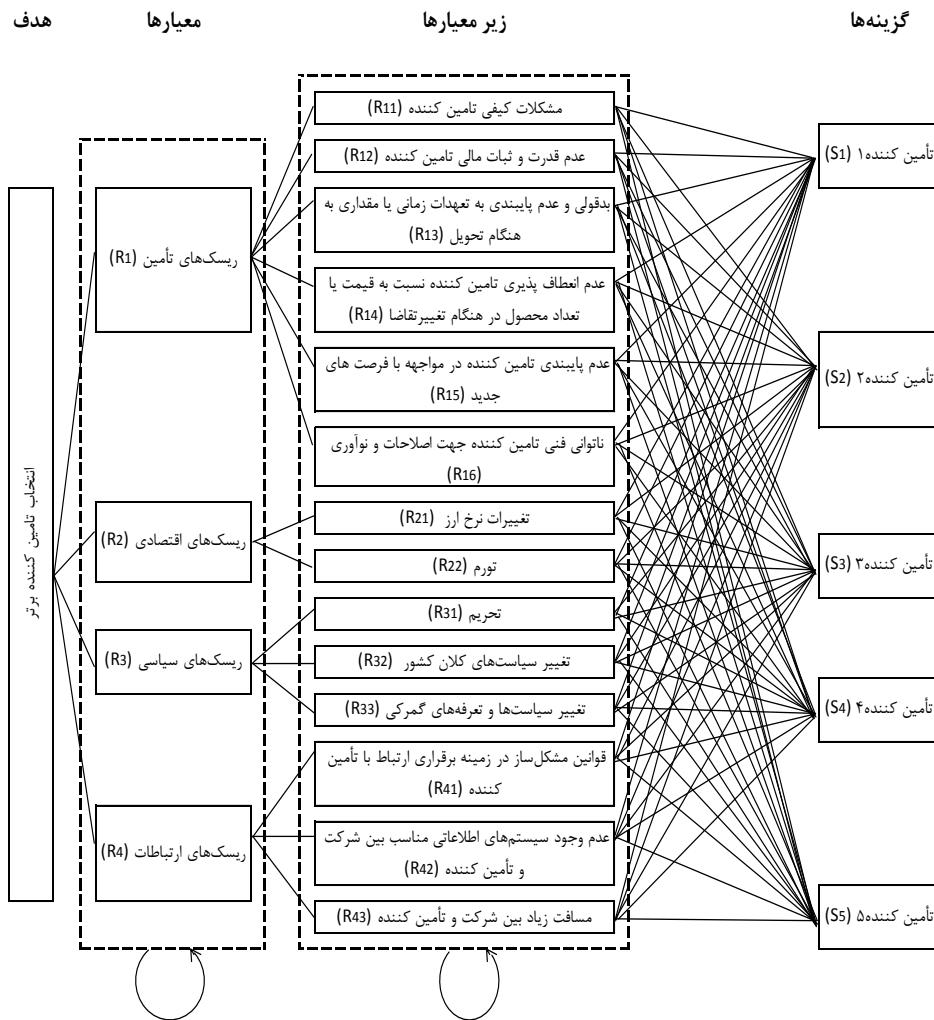 هدف
معیارها
زیر معیارها
گزینه‌ها
انتخاب تامین کننده برتر
ریسک‌های تأمین (R1)
ریسک‌های اقتصادی (R2)
ریسک‌های سیاسی (R3)
ریسک‌های ارتباطات (R4)
مشکلات کیفی تامین کننده (R11)
عدم قدرت و ثبات مالی تامین کننده (R12)
بدقولی و عدم پایبندی به تعهدات زمانی یا مقداری به
هنگام تحویل (R13)
عدم انعطاف پذیری تامین کننده نسبت به قیمت یا
تعداد محصول در هنگام تغییرتقاضا (R14)
عدم پایبندی تامین کننده در مواجهه با فرصت های
جدید (R15)
ناتوانی فنی تامین کننده جهت اصلاحات و نوآوری
(R16)
تغییرات نرخ ارز (R21)
تورم (R22)
تحریم (R31)
تغییر سیاست‌های کلان کشور (R32)
تغییر سیاست‌ها و تعرفه‌های گمرکی (R33)
قوانین مشکل‌ساز در زمینه برقراری ارتباط با تأمین
کننده (R41)
عدم وجود سیستم‌های اطلاعاتی مناسب بین شرکت
و تأمین کننده (R42)
مسافت زیاد بین شرکت و تأمین کننده (R43)
تأمین کننده۱ (S1)
تأمین کننده۲ (S2)
تأمین کننده۳ (S3)
تأمین کننده۴ (S4)
تأمین کننده۵ (S5)